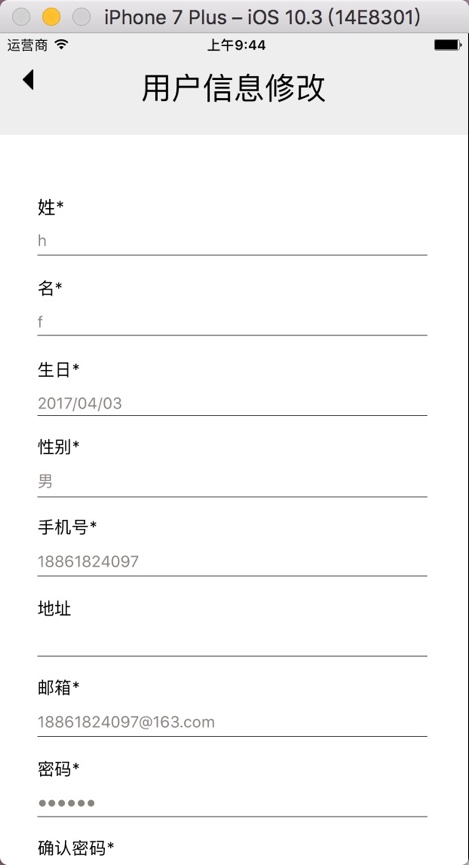 iPhone 7 Plus – iOS 10.3 (14E8301)
运营商 上午9:44
用户信息修改
姓*
h
名*
f
生日*
2017/04/03
性别*
男
手机号*
18861824097
地址
邮箱*
18861824097@163.com
密码*
●●●●●●
确认密码*